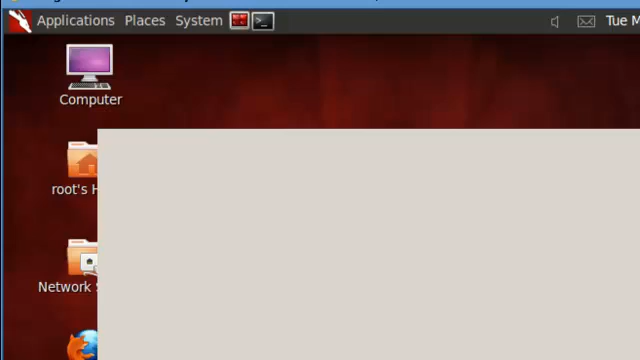 Applications Places System Tue
Computer
root's
Network